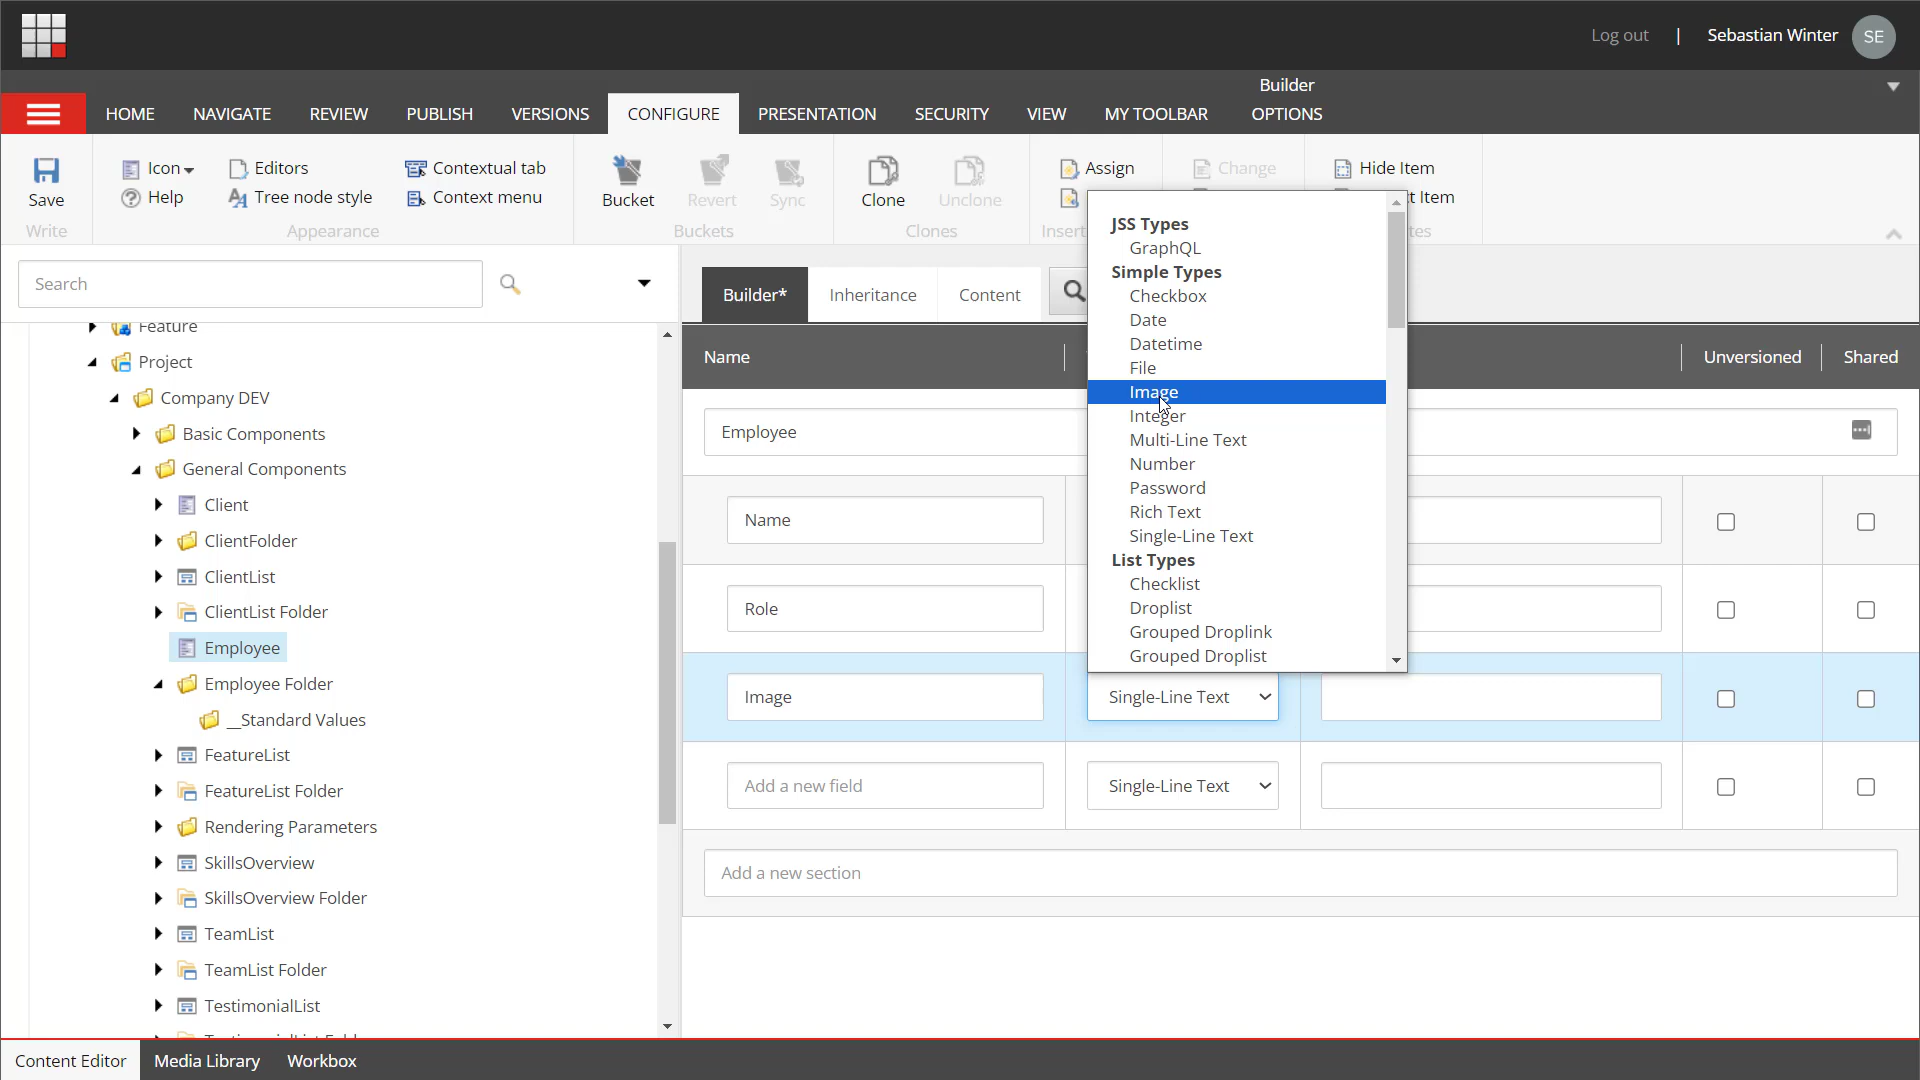 Log out | Sebastian Winter SE
Builder
HOME NAVIGATE REVIEW PUBLISH VERSIONS CONFIGURE PRESENTATION SECURITY VIEW MY TOOLBAR OPTIONS
Save
Write
Icon
Help
Editors
Tree node style
Contextual tab
Context menu
Appearance
Bucket Revert Sync
Buckets
Clone Unclone
Clones
Assign
Insert
Change
Hide Item
Item
Search
Feature
Project
Company DEV
Basic Components
General Components
Client
ClientFolder
ClientList
ClientList Folder
Employee
Employee Folder
__Standard Values
FeatureList
FeatureList Folder
Rendering Parameters
SkillsOverview
SkillsOverview Folder
TeamList
TeamList Folder
TestimonialList
Builder* Inheritance Content
Name Unversioned Shared
Employee
Name
Role
Image Single-Line Text
Add a new field Single-Line Text
Add a new section
JSS Types
GraphQL
Simple Types
Checkbox
Date
Datetime
File
Image
Integer
Multi-Line Text
Number
Password
Rich Text
Single-Line Text
List Types
Checklist
Droplist
Grouped Droplink
Grouped Droplist
Content Editor Media Library Workbox